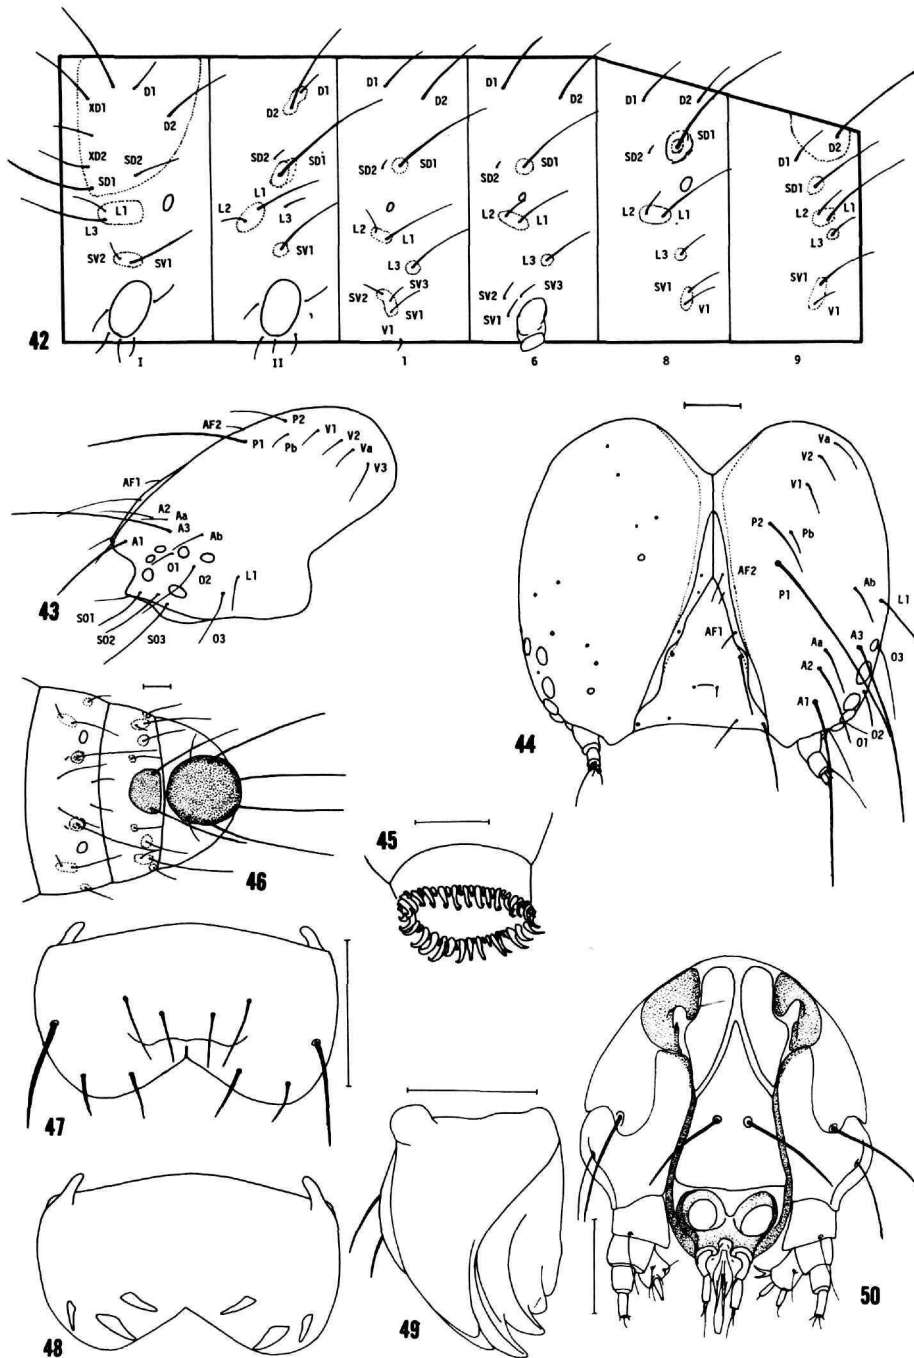 D1 D1 D1 D1 D1 D2
XD1 D2 D2 D2 D2
D2 SD1 D1
XD2 SD2 SD2 SD1 SD2 SD1 SD2 SD1 SD2 SD1
SD1 L1 L2
L1 L2 L3 L2 L1 L2 L1 L2 L1 L1
L3 L3 L3 L3 L3
SV2 SV1 SV1 SV2 SV3 SV2 SV3 SV1 SV1
SV1 SV1 V1 V1
V1
42
I II 1 6 8 9
AF2 P2 V1
P1 Pb V2
Va
V3
AF1
A2
Aa
A3
A1 Ab
O1
O2
L1
43
SO1
SO2
SO3
O3
Va
V2
V1
P2
Pb
AF2
P1
Ab
L1
AF1
Aa A3
O3
A2
A1
O2
O1
44
45
46
47
48
49
50